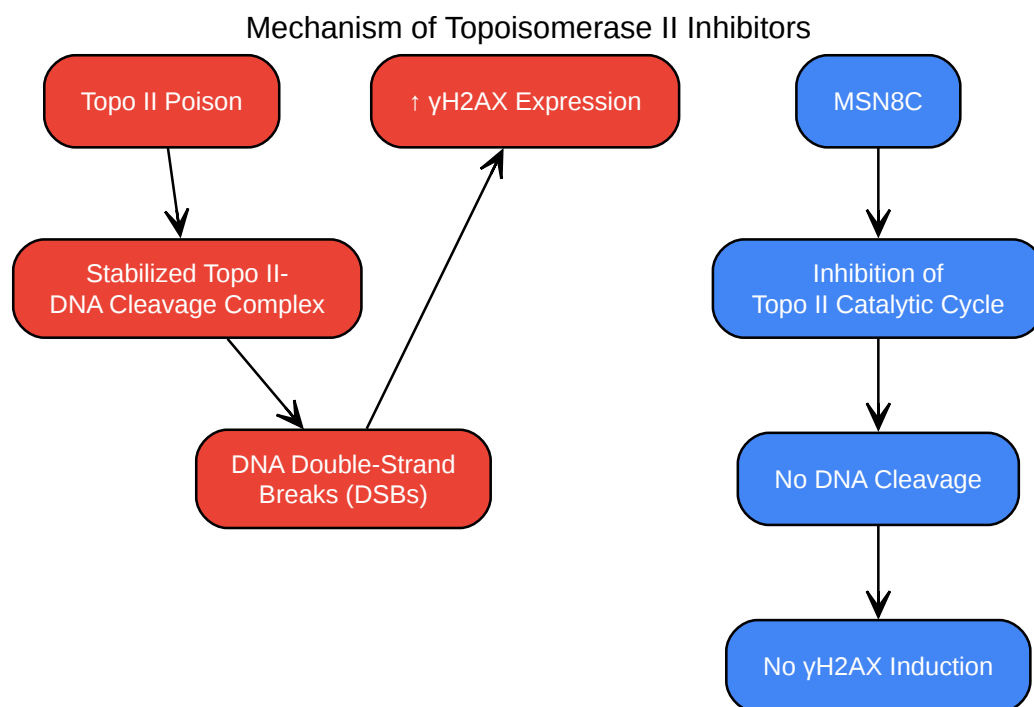 Mechanism of Topoisomerase II Inhibitors
Topo II Poison
↑ γH2AX Expression
MSN8C
Stabilized Topo II-
DNA Cleavage Complex
Inhibition of
Topo II Catalytic Cycle
DNA Double-Strand
Breaks (DSBs)
No DNA Cleavage
No γH2AX Induction